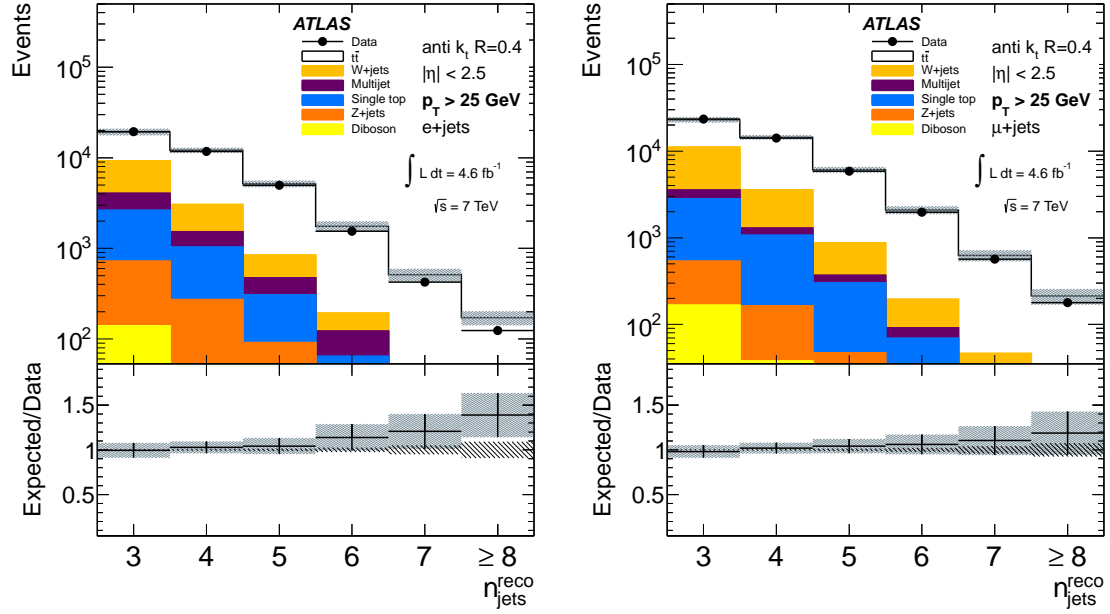 Events
ATLAS
Data
tt̄
W+jets
Multijet
Single top
Z+jets
Diboson
anti k_t R=0.4
|η| < 2.5
p_T > 25 GeV
e+jets
∫ L dt = 4.6 fb⁻¹
√s = 7 TeV
10⁵
10⁴
10³
10²
Expected/Data
1.5
1
0.5
3 4 5 6 7 ≥ 8
n_jets^reco
Events
ATLAS
Data
tt̄
W+jets
Multijet
Single top
Z+jets
Diboson
anti k_t R=0.4
|η| < 2.5
p_T > 25 GeV
μ+jets
∫ L dt = 4.6 fb⁻¹
√s = 7 TeV
10⁵
10⁴
10³
10²
Expected/Data
1.5
1
0.5
3 4 5 6 7 ≥ 8
n_jets^reco